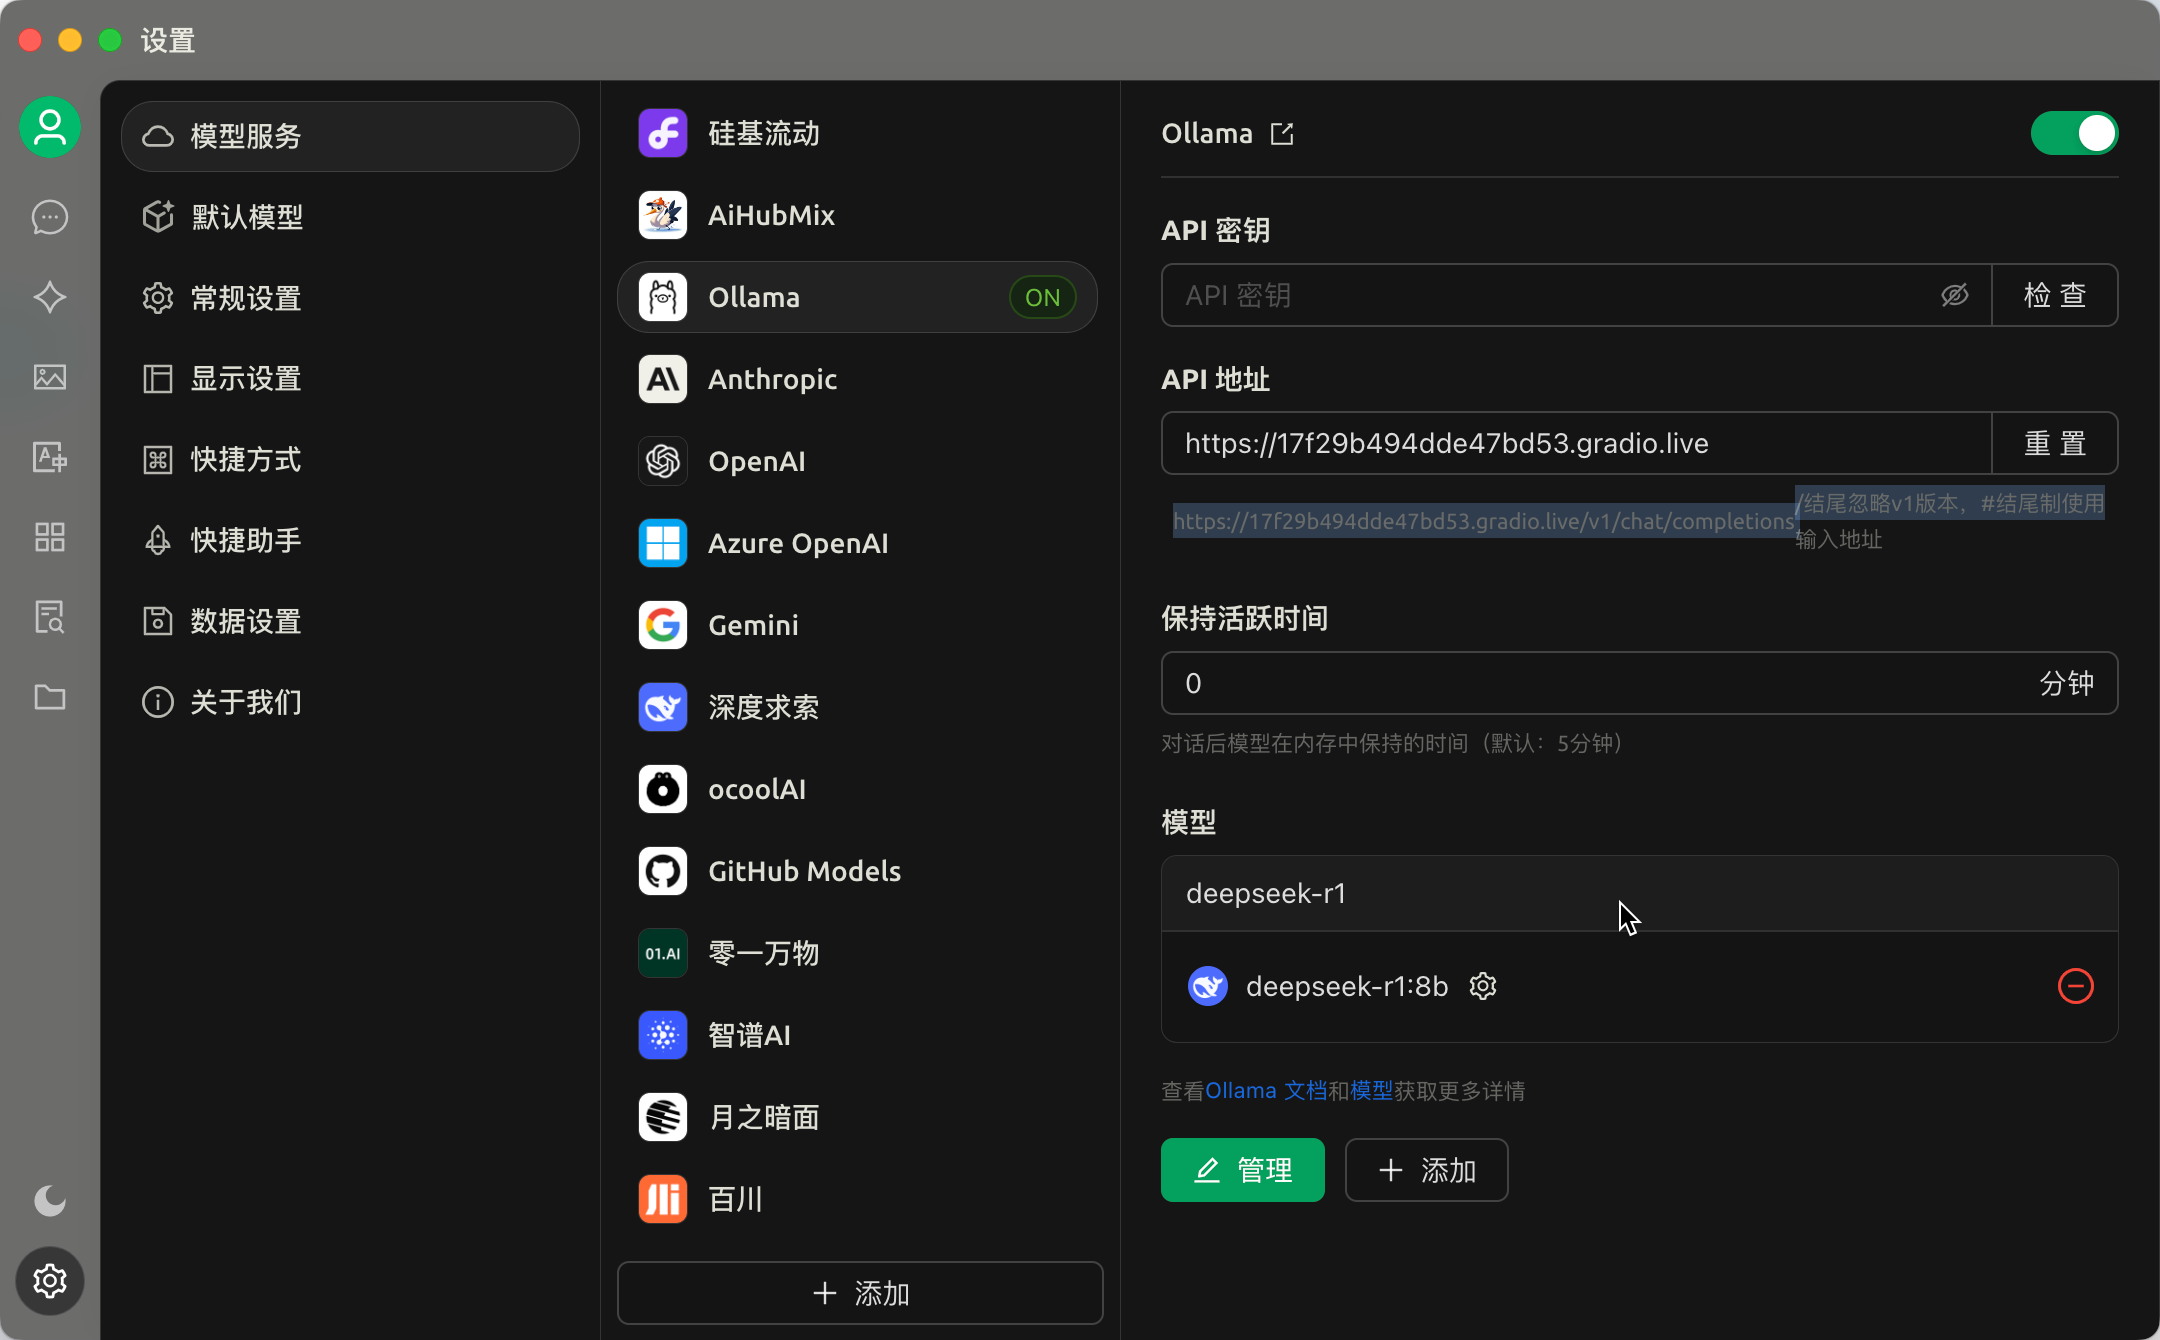 设置
模型服务
默认模型
常规设置
显示设置
快捷方式
快捷助手
数据设置
关于我们
硅基流动
AiHubMix
Ollama
ON
Anthropic
OpenAI
Azure OpenAI
Gemini
深度求索
ocoolAI
GitHub Models
01.AI
零一万物
智谱AI
月之暗面
百川
添加
Ollama
API 密钥
API 密钥
检 查
API 地址
https://17f29b494dde47bd53.gradio.live
重 置
https://17f29b494dde47bd53.gradio.live/v1/chat/completions
/结尾忽略v1版本，#结尾制使用
输入地址
保持活跃时间
0
分钟
对话后模型在内存中保持的时间（默认：5分钟）
模型
deepseek-r1
deepseek-r1:8b
查看Ollama 文档和模型获取更多详情
管理
添加